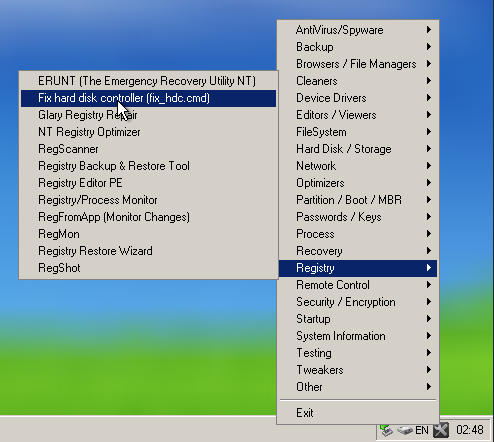 AntiVirus/Spyware
Backup
Browsers / File Managers
Cleaners
Device Drivers
Editors / Viewers
FileSystem
Hard Disk / Storage
Network
Optimizers
Partition / Boot / MBR
Passwords / Keys
Process
Recovery
Registry
Remote Control
Security / Encryption
Startup
System Information
Testing
Tweakers
Other
Exit
ERUNT (The Emergency Recovery Utility NT)
Fix hard disk controller (fix_hdc.cmd)
Glary Registry Repair
NT Registry Optimizer
RegScanner
Registry Backup & Restore Tool
Registry Editor PE
Registry/Process Monitor
RegFromApp (Monitor Changes)
RegMon
Registry Restore Wizard
RegShot
EN 02:48